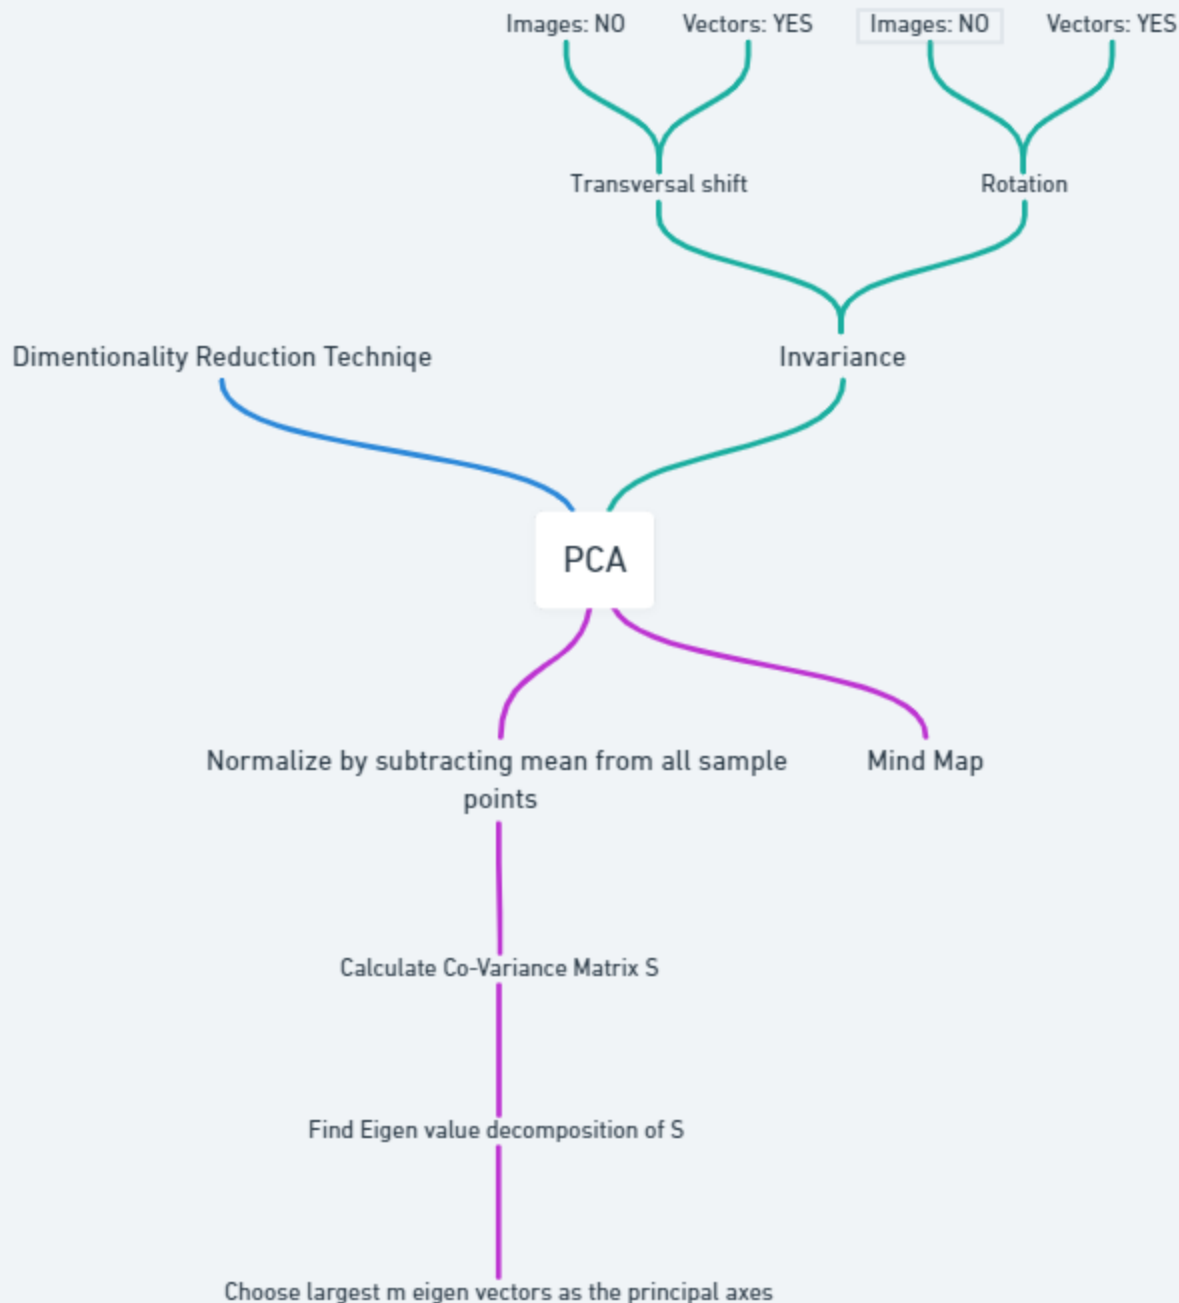 Images: NO
Vectors: YES
Images: NO
Vectors: YES
Transversal shift
Rotation
Dimentionality Reduction Techniqe
Invariance
PCA
Normalize by subtracting mean from all sample
points
Mind Map
Calculate Co-Variance Matrix S
Find Eigen value decomposition of S
Choose largest m eigen vectors as the principal axes